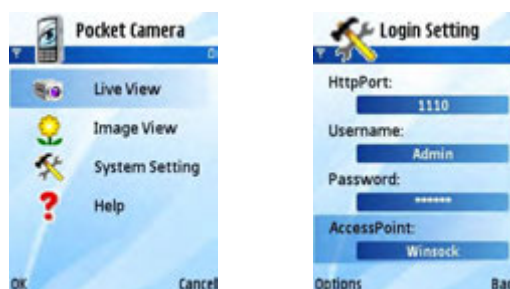 Pocket Camera
Live View
Image View
System Setting
Help
OK
Cancel
Login Setting
HttpPort:
1110
Username:
Admin
Password:
******
AccessPoint:
Winsock
Options
Bac